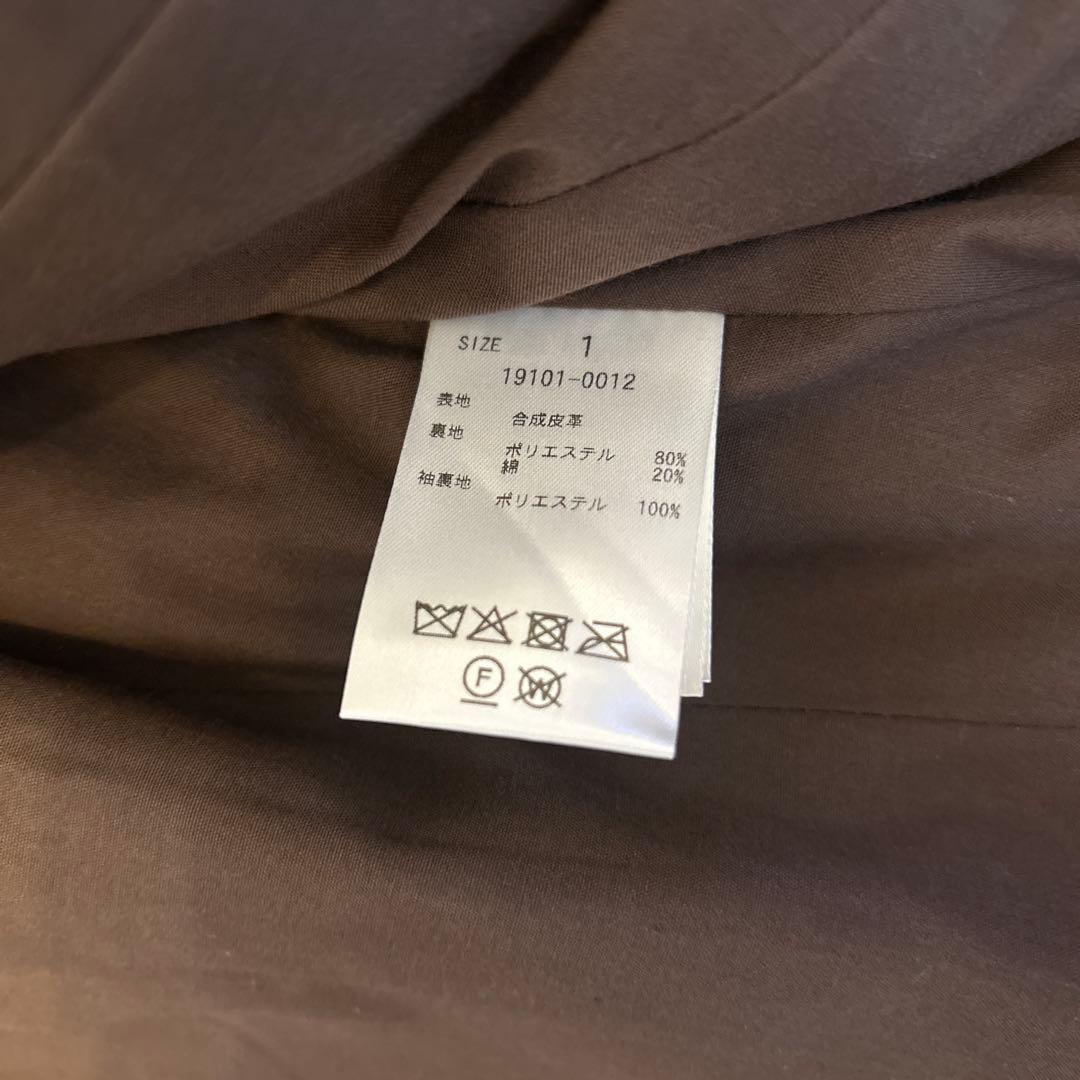 SIZE 1
19101-0012
表地
合成皮革
裏地
ポリエステル 80%
綿 20%
袖裏地
ポリエステル 100%
F
W